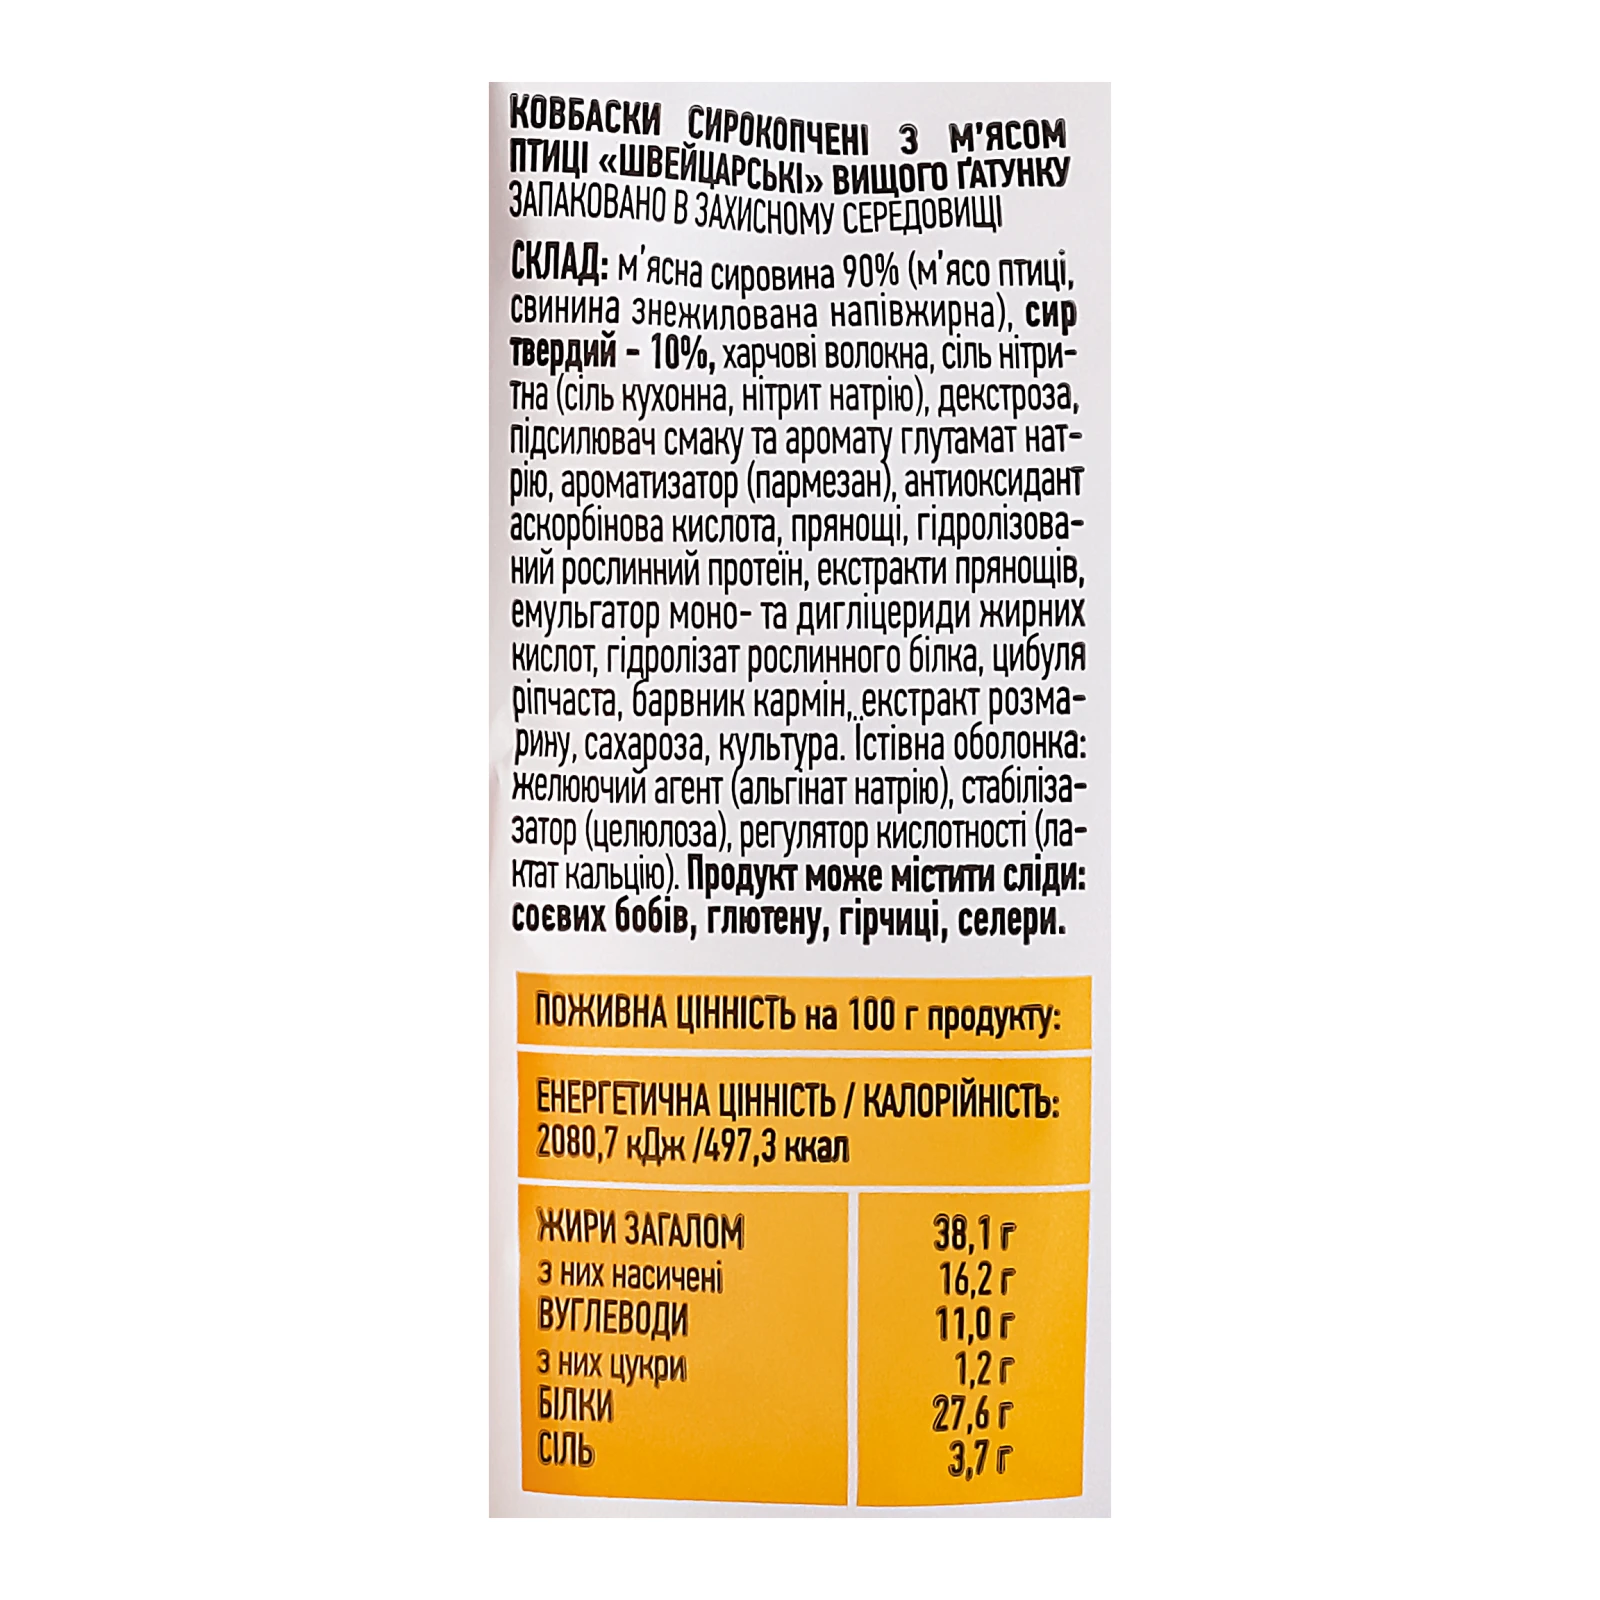 КОВБАСКИ СИРОКОПЧЕНІ З М'ЯСОМ
ПТИЦІ «ШВЕЙЦАРСЬКІ» ВИЩОГО ҐАТУНКУ
ЗАПАКОВАНО В ЗАХИСНОМУ СЕРЕДОВИЩІ
СКЛАД: м'ясна сировина 90% (м'ясо птиці,
свинина знежилована напівжирна), сир
твердий - 10%, харчові волокна, сіль нітри-
тна (сіль кухонна, нітрит натрію), декстроза,
підсилювач смаку та аромату глутамат нат-
рію, ароматизатор (пармезан), антиоксидант
аскорбінова кислота, прянощі, гідролізова-
ний рослинний протеїн, екстракти прянощів,
емульгатор моно- та дигліцериди жирних
кислот, гідролізат рослинного білка, цибуля
ріпчаста, барвник кармін, екстракт розма-
рину, сахароза, культура. Їстівна оболонка:
желюючий агент (альгінат натрію), стабіліза-
затор (целюлоза), регулятор кислотності (ла-
ктат кальцію). Продукт може містити сліди:
соєвих бобів, глютену, гірчиці, селери.
ПОЖИВНА ЦІННІСТЬ на 100 г продукту:
ЕНЕРГЕТИЧНА ЦІННІСТЬ / КАЛОРІЙНІСТЬ:
2080,7 кДж /497,3 ккал
ЖИРИ ЗАГАЛОМ 38,1 г
з них насичені 16,2 г
ВУГЛЕВОДИ 11,0 г
з них цукри 1,2 г
БІЛКИ 27,6 г
СІЛЬ 3,7 г